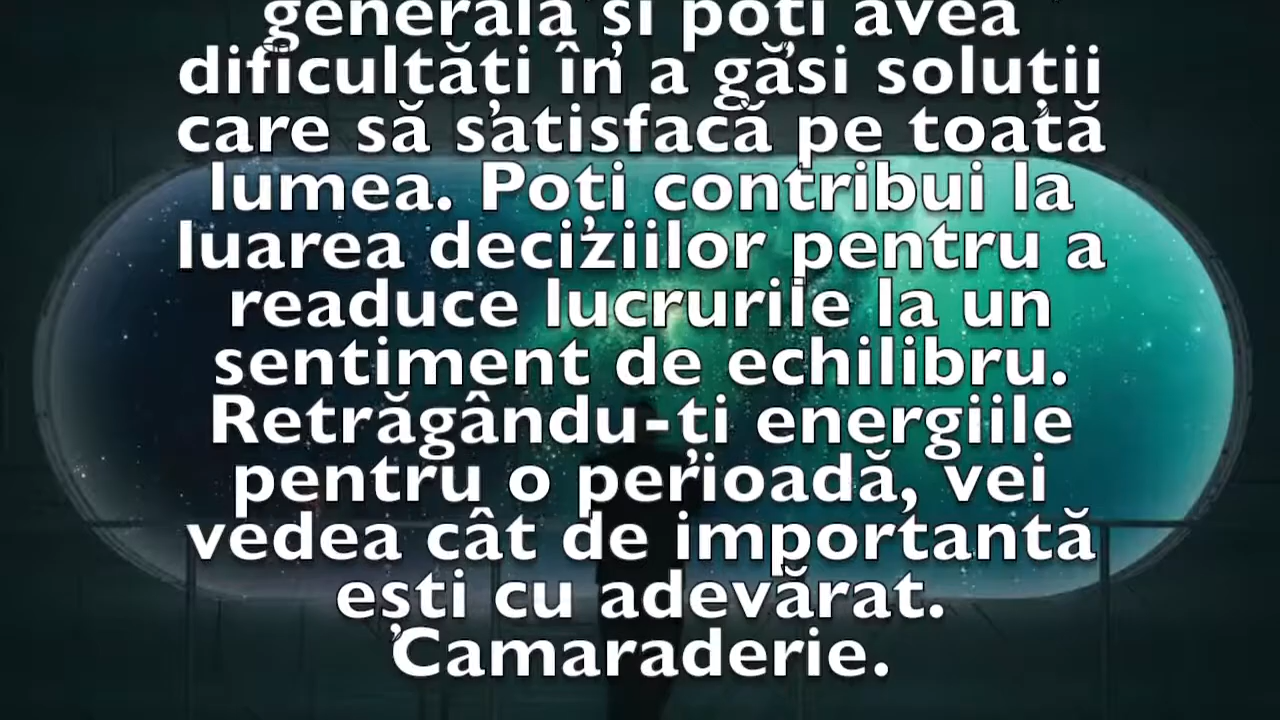 generală și poți avea
dificultăți în a găsi soluții
care să satisfacă pe toată
lumea. Poți contribui la
luarea deciziilor pentru a
readuce lucrurile la un
sentiment de echilibru.
Retrăgându-ți energiile
pentru o perioadă, vei
vedea cât de importantă
ești cu adevărat.
Camaraderie.